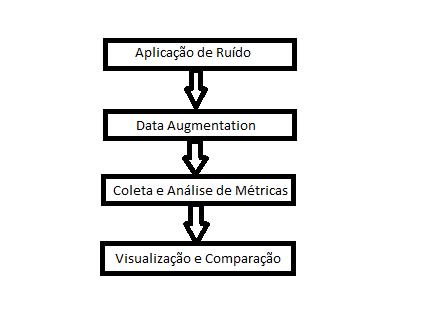 Aplicação de Ruído
Data Augmentation
Coleta e Análise de Métricas
Visualização e Comparação